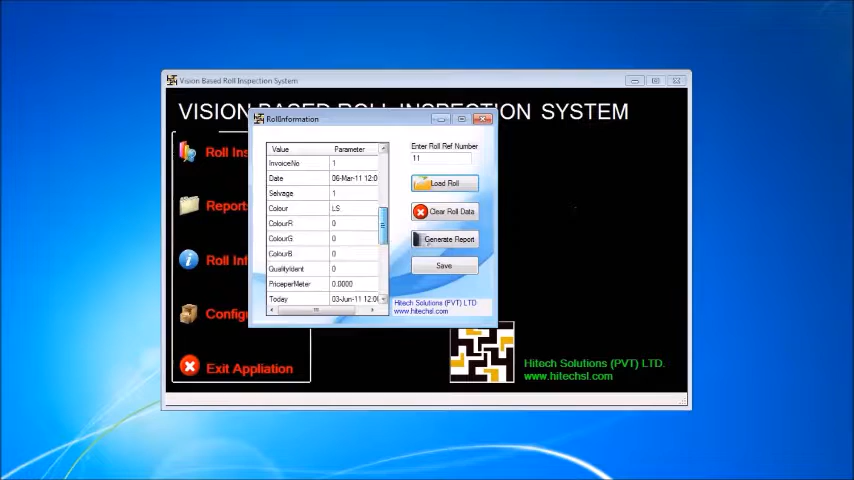 Vision Based Roll Inspection System
VISION BASED ROLL INSPECTION SYSTEM
RollInformation
Roll Ins
Reports
Roll Inf
Configu
Exit Appliation
Value Parameter
InvoiceNo 1
Date 06-Mar-11 12:0
Selvage 1
Colour LS
ColourR 0
ColourG 0
ColourB 0
QualityIdent 0
PriceperMeter 0.0000
Today 03-Jun-11 12:0
Enter Roll Ref Number
11
Load Roll
Clear Roll Data
Generate Report
Save
Hitech Solutions (PVT) LTD
www.hitechsl.com
Hitech Solutions (PVT) LTD.
www.hitechsl.com